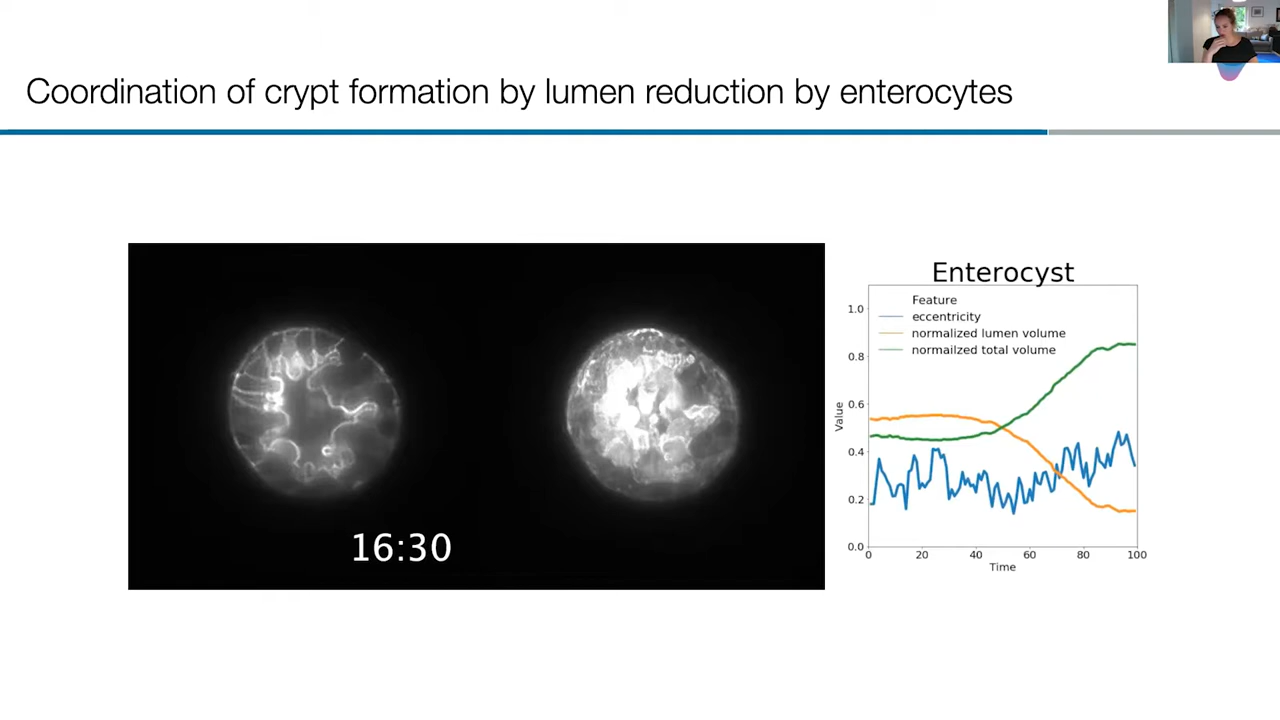 Coordination of crypt formation by lumen reduction by enterocytes
16:30
Enterocyst
Feature
eccentricity
normalized lumen volume
normailzed total volume
Value
1.0
0.8
0.6
0.4
0.2
0.0
0 20 40 60 80 100
Time